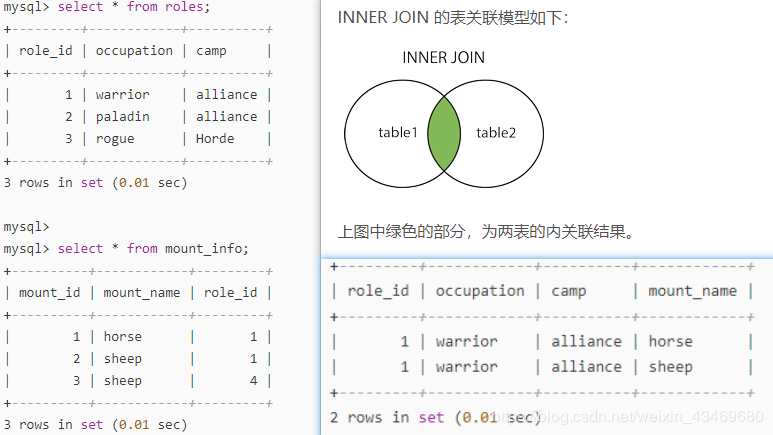 mysql> select * from roles;
+---------+------------+----------+
| role_id | occupation | camp     |
+---------+------------+----------+
|       1 | warrior    | alliance |
|       2 | paladin    | alliance |
|       3 | rogue      | Horde    |
+---------+------------+----------+
3 rows in set (0.01 sec)
mysql>
mysql> select * from mount_info;
+----------+------------+---------+
| mount_id | mount_name | role_id |
+----------+------------+---------+
|        1 | horse      |       1 |
|        2 | sheep      |       1 |
|        3 | sheep      |       4 |
+----------+------------+---------+
3 rows in set (0.01 sec)
INNER JOIN 的表关联模型如下：
INNER JOIN
table1 table2
上图中绿色的部分，为两表的内关联结果。
+---------+------------+----------+------------+
| role_id | occupation | camp     | mount_name |
+---------+------------+----------+------------+
|       1 | warrior    | alliance | horse      |
|       1 | warrior    | alliance | sheep      |
+---------+------------+----------+------------+
2 rows in set (0.01 sec)
https://blog.csdn.net/weixin_43469680